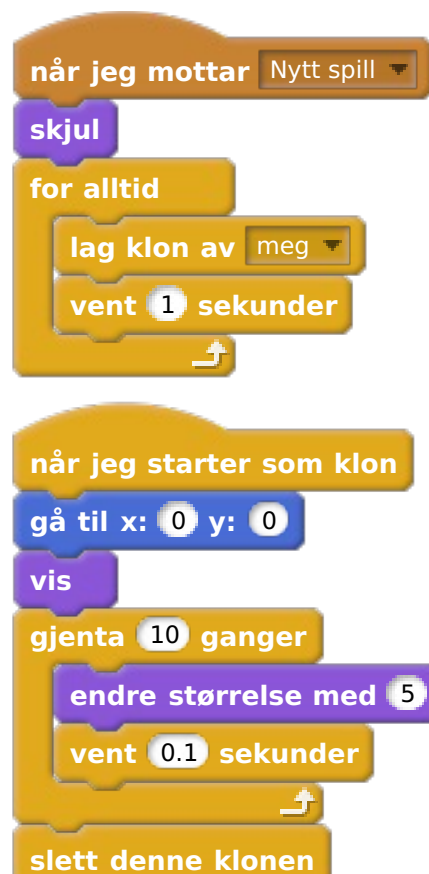 når jeg mottar Nytt spill
skjul
for alltid
lag klon av meg
vent 1 sekunder
når jeg starter som klon
gå til x: 0 y: 0
vis
gjenta 10 ganger
endre størrelse med 5
vent 0.1 sekunder
slett denne klonen